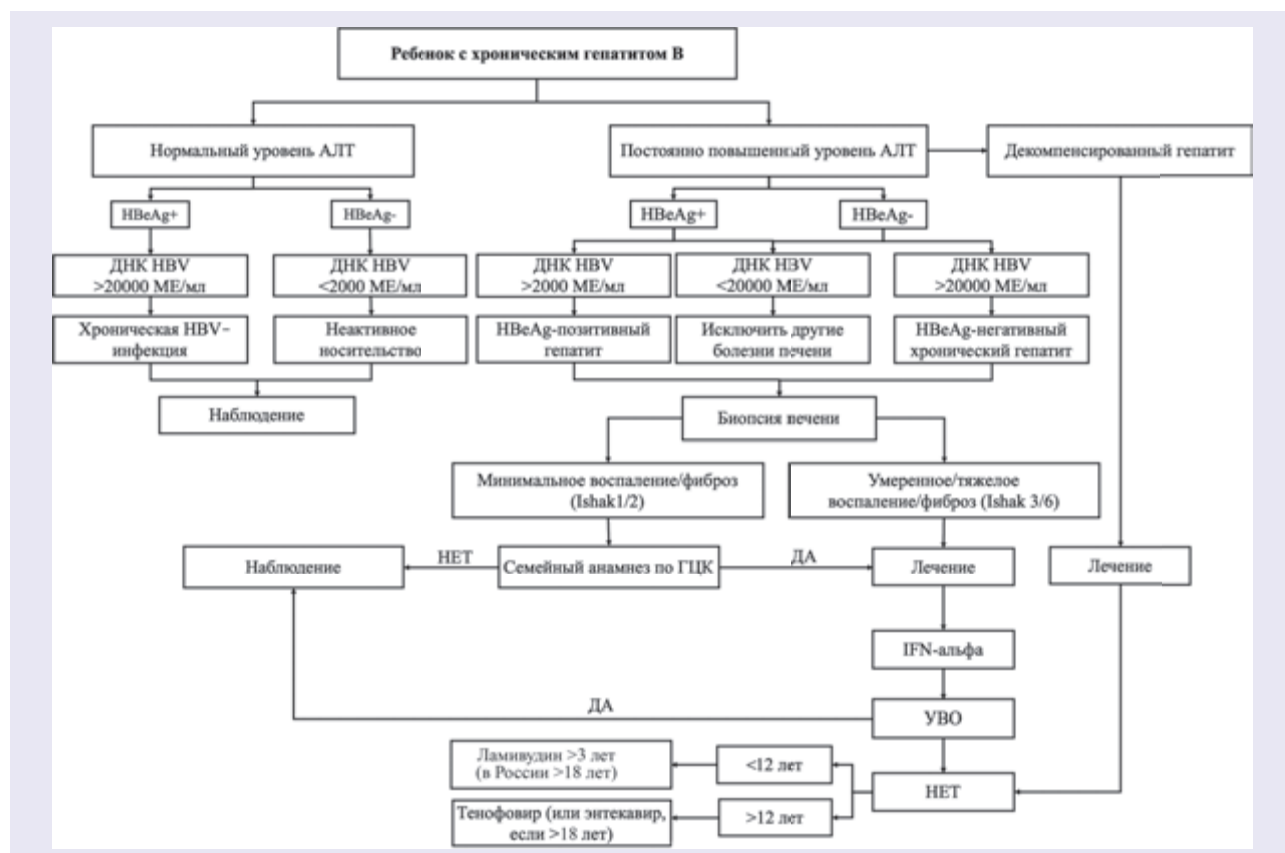 Ребенок с хроническим гепатитом В
Нормальный уровень АЛТ
Постоянно повышенный уровень АЛТ
Декомпенсированный гепатит
HBeAg+
HBeAg-
HBeAg+
HBeAg-
ДНК HBV
>20000 МЕ/мл
ДНК HBV
<2000 МЕ/мл
ДНК HBV
>2000 МЕ/мл
ДНК HBV
<20000 МЕ/мл
ДНК HBV
>20000 МЕ/мл
Хроническая HBV–
инфекция
Неактивное
носительство
HBeAg-позитивный
гепатит
Исключить другие
болезни печени
HBeAg-негативный
хронический гепатит
Наблюдение
Биопсия печени
Минимальное воспаление/фиброз
(Ishak1/2)
Умеренное/тяжелое
воспаление/фиброз (Ishak 3/6)
Наблюдение
НЕТ
Семейный анамнез по ГЦК
ДА
Лечение
Лечение
IFN-альфа
ДА
УВО
Ламивудин >3 лет
(в России >18 лет)
<12 лет
НЕТ
Тенофовир (или энтекавир,
если >18 лет)
>12 лет